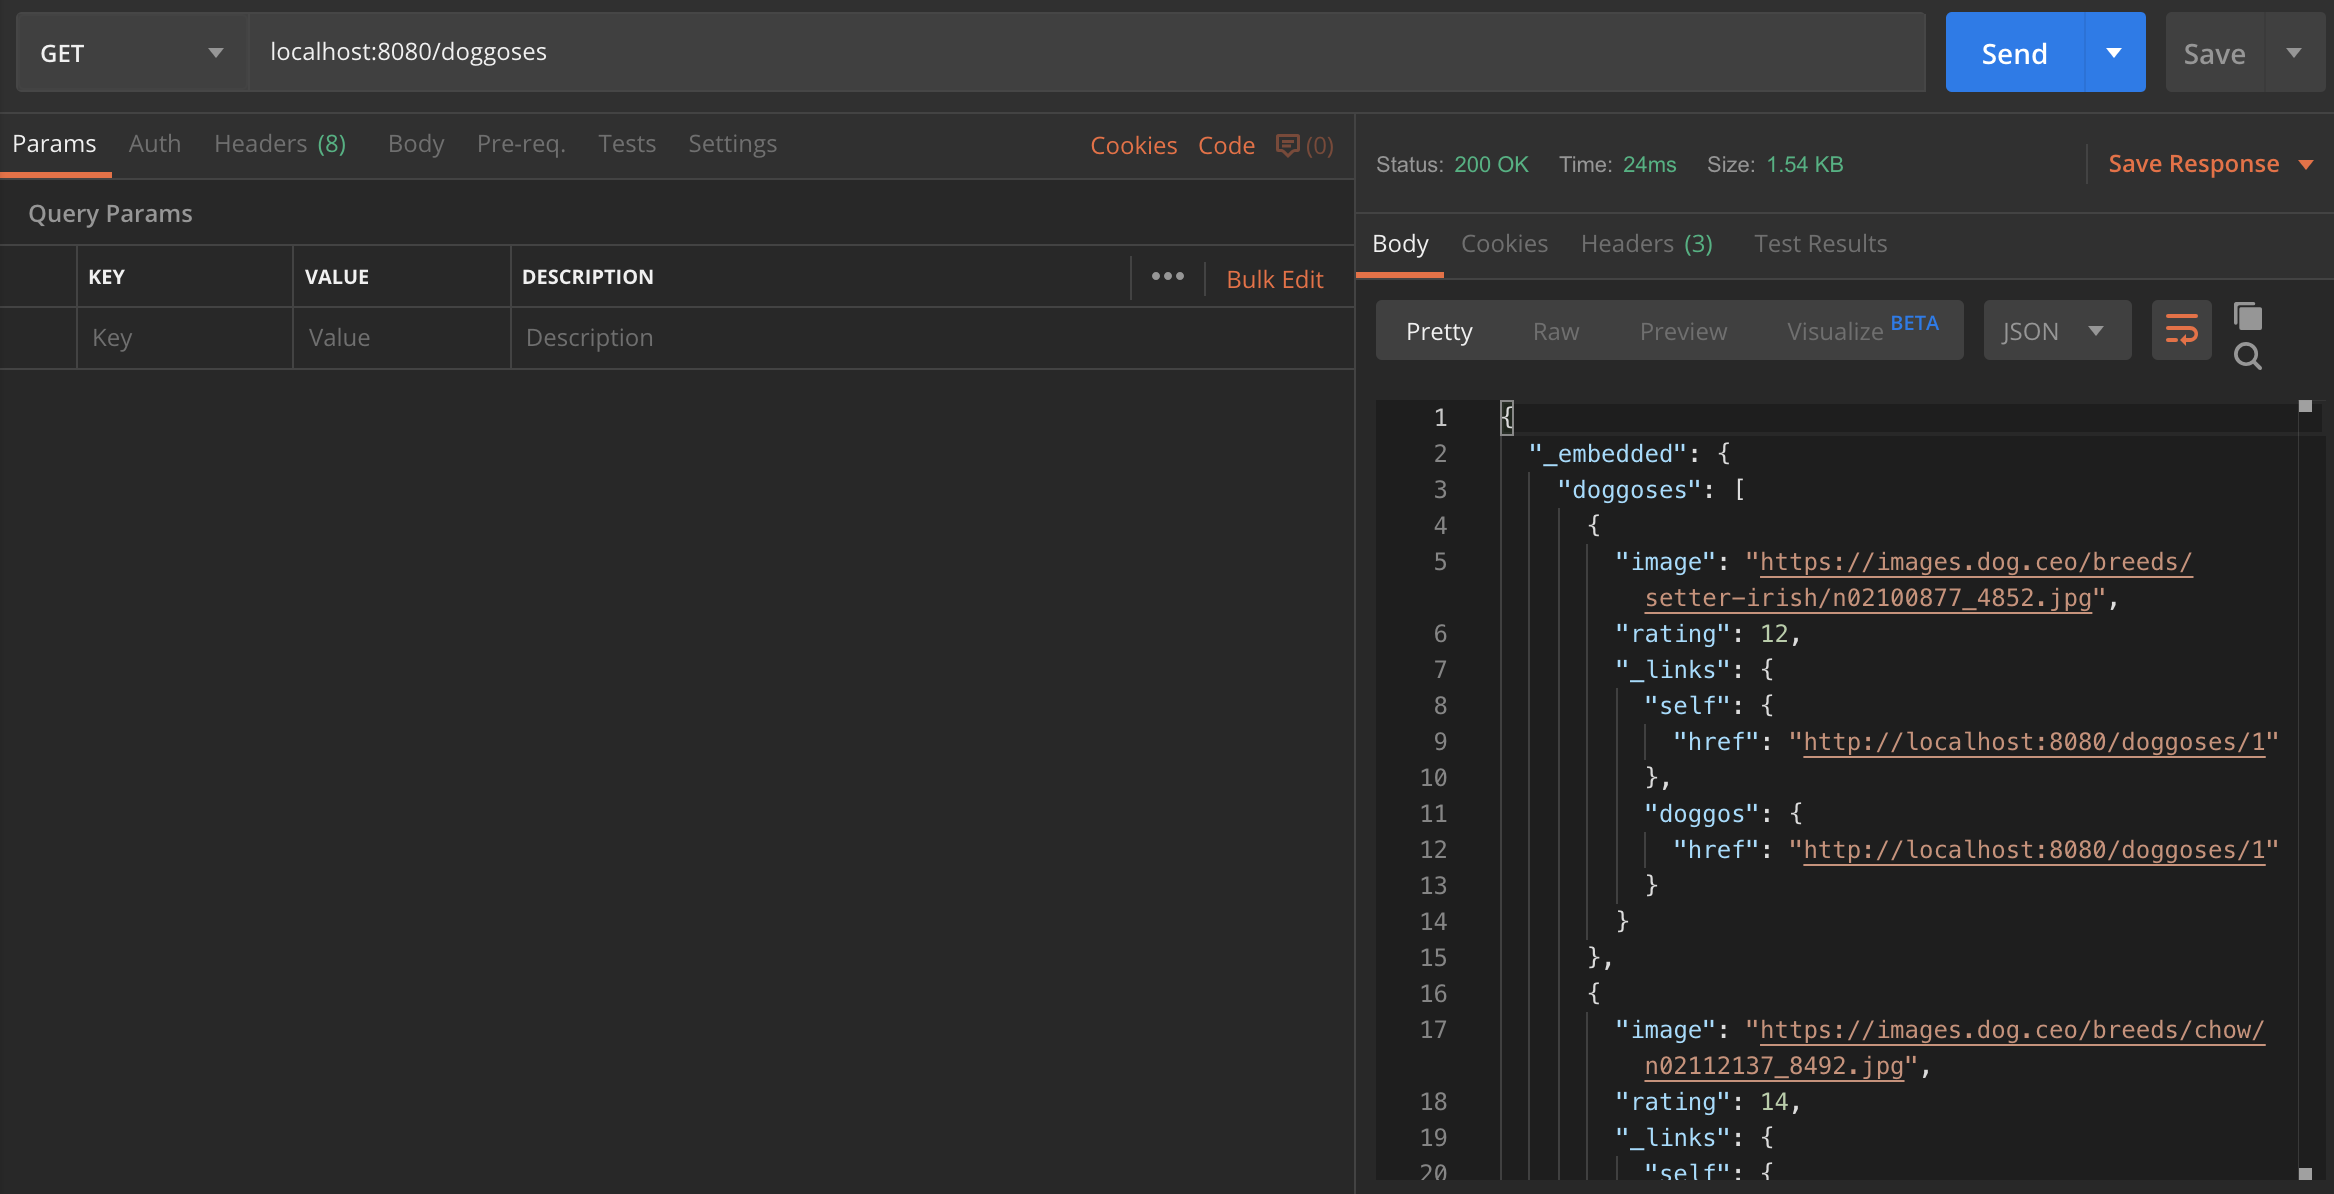 GET localhost:8080/doggoses Send Save
Params Auth Headers (8) Body Pre-req. Tests Settings Cookies Code (0)
Query Params
KEY VALUE DESCRIPTION ••• Bulk Edit
Key Value Description
Status: 200 OK Time: 24ms Size: 1.54 KB Save Response
Body Cookies Headers (3) Test Results
Pretty Raw Preview Visualize BETA JSON
1 {
2 "_embedded": {
3 "doggoses": [
4 {
5 "image": "https://images.dog.ceo/breeds/
setter-irish/n02100877_4852.jpg",
6 "rating": 12,
7 "_links": {
8 "self": {
9 "href": "http://localhost:8080/doggoses/1"
10 },
11 "doggos": {
12 "href": "http://localhost:8080/doggoses/1"
13 }
14 }
15 },
16 {
17 "image": "https://images.dog.ceo/breeds/chow/
n02112137_8492.jpg",
18 "rating": 14,
19 "_links": {
20 "self": {